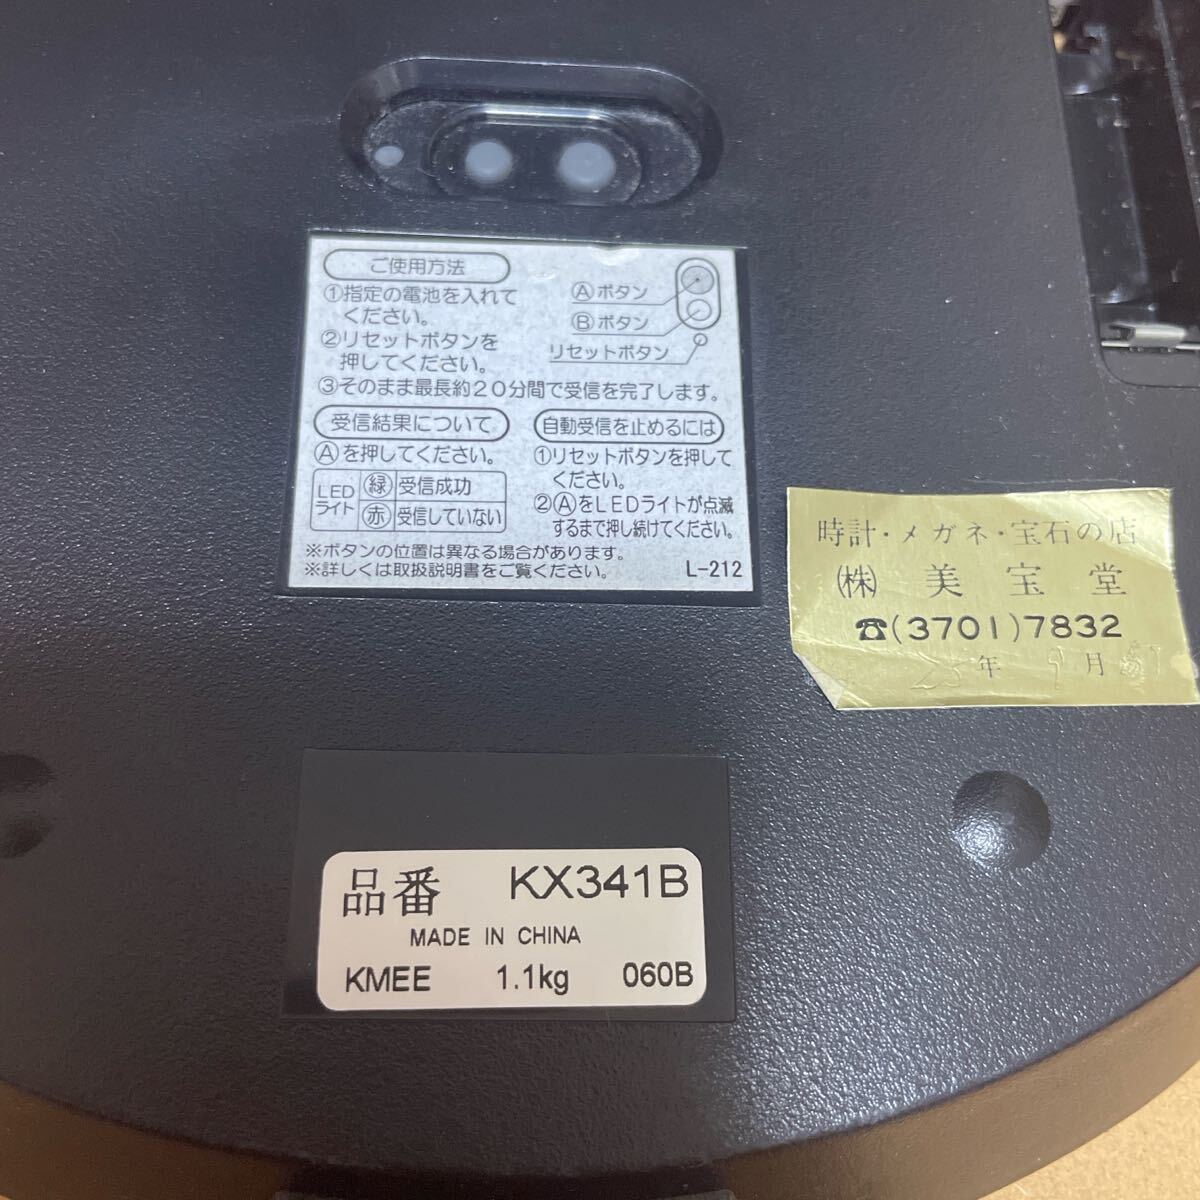 ご使用方法
①指定の電池を入れて
ください。
②リセットボタンを
押してください。
Ⓐボタン
Ⓑボタン
リセットボタン
③そのまま最長約20分間で受信を完了します。
受信結果について
Ⓐを押してください。
LED
ライト
緑 受信成功
赤 受信していない
自動受信を止めるには
①リセットボタンを押して
ください。
②ⒶをLEDライトが点滅
するまで押し続けてください。
※ボタンの位置は異なる場合があります。
※詳しくは取扱説明書をご覧ください。 L-212
時計・メガネ・宝石の店
㈱ 美宝堂
☎(3701)7832
25年 9月
品番 KX341B
MADE IN CHINA
KMEE 1.1kg 060B